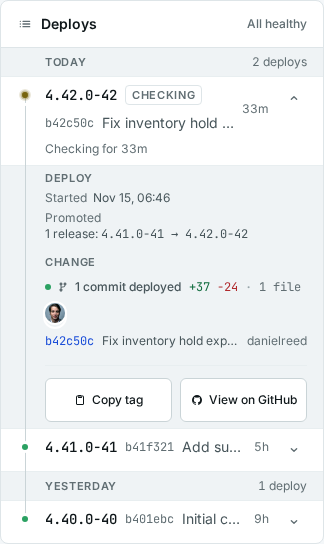 Deploys All healthy
TODAY 2 deploys
4.42.0-42 CHECKING 33m
b42c50c Fix inventory hold ...
Checking for 33m
DEPLOY
Started Nov 15, 06:46
Promoted
1 release: 4.41.0-41 → 4.42.0-42
CHANGE
1 commit deployed +37 -24 · 1 file
b42c50c Fix inventory hold exp... danielreed
Copy tag View on GitHub
4.41.0-41 b41f321 Add su... 5h
YESTERDAY 1 deploy
4.40.0-40 b401ebc Initial c... 9h